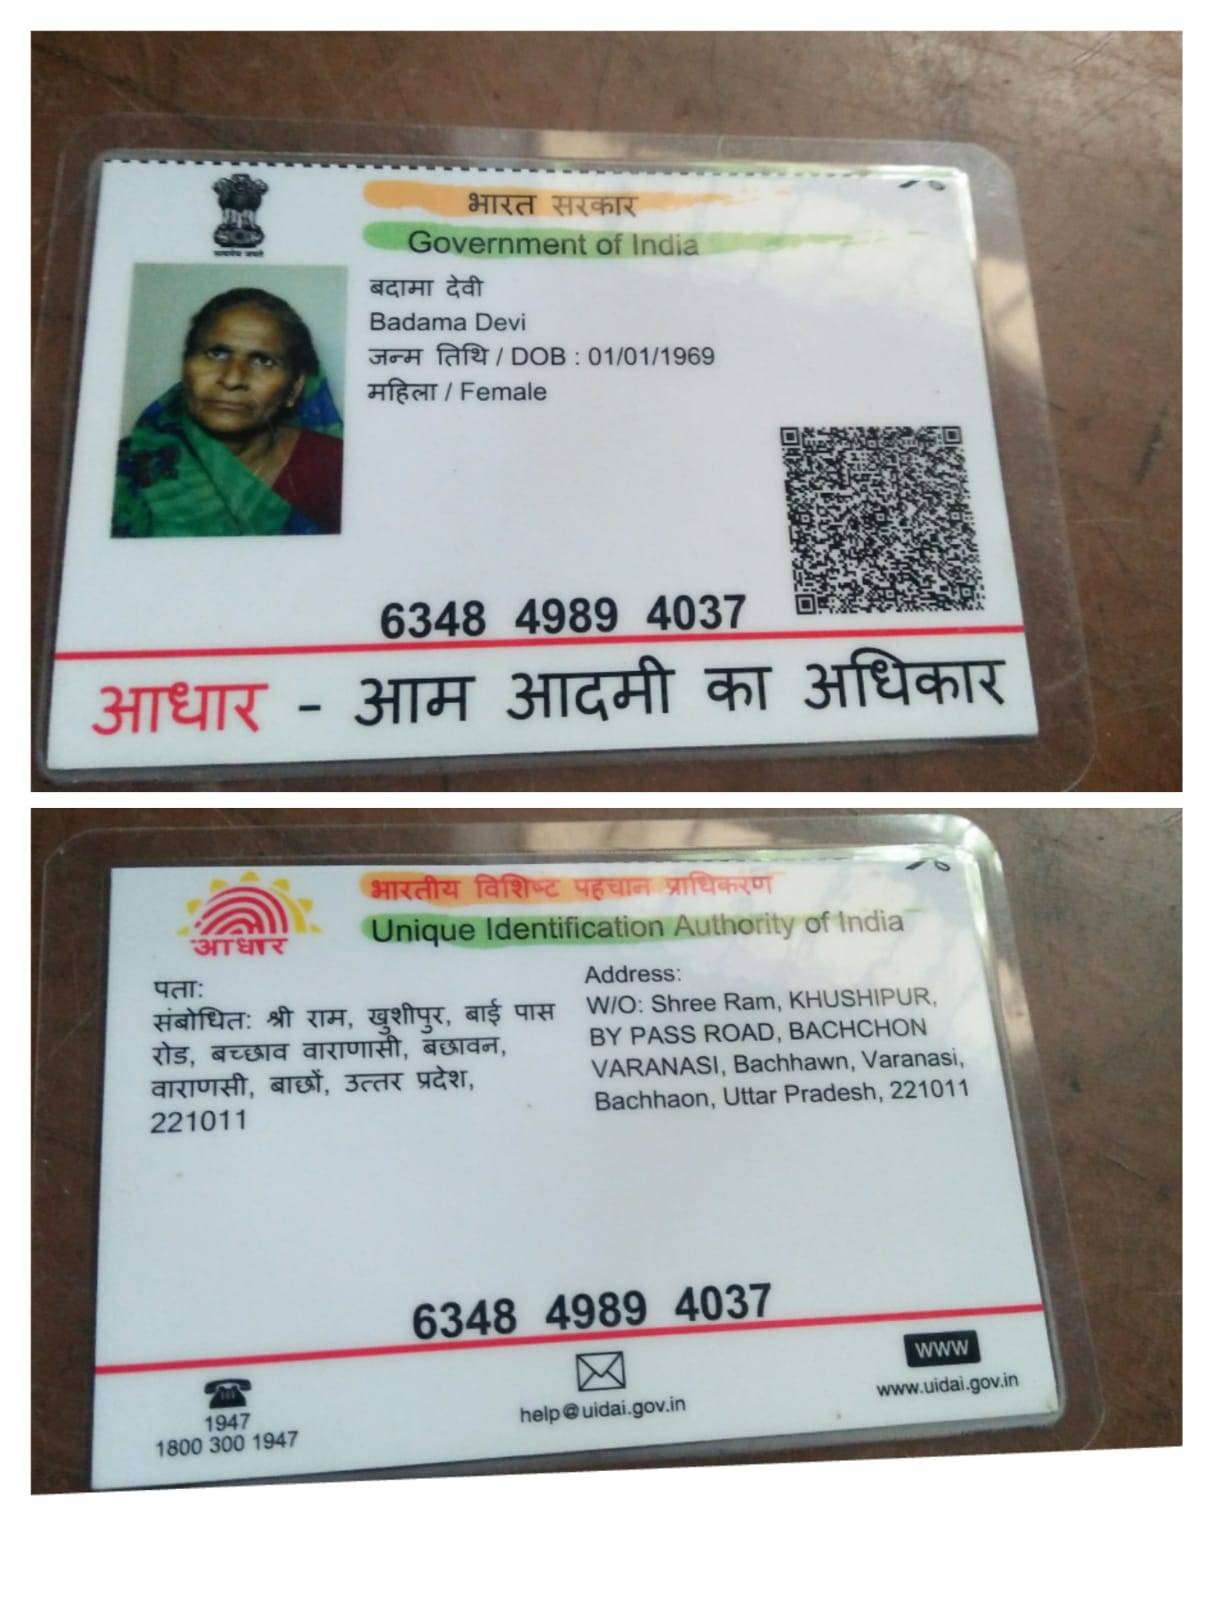 भारत सरकार
Government of India
बदामा देवी
Badama Devi
जन्म तिथि / DOB : 01/01/1969
महिला / Female
6348 4989 4037
आधार - आम आदमी का अधिकार
भारतीय विशिष्ट पहचान प्राधिकरण
Unique Identification Authority of India
आधार
पता:
संबोधित: श्री राम, खुशीपुर, बाई पास
रोड, बच्छाव वाराणासी, बछावन,
वाराणसी, बाछों, उत्तर प्रदेश,
221011
Address:
W/O: Shree Ram, KHUSHIPUR,
BY PASS ROAD, BACHCHON
VARANASI, Bachhawn, Varanasi,
Bachhaon, Uttar Pradesh, 221011
6348 4989 4037
1947
1800 300 1947
help@uidai.gov.in
WWW
www.uidai.gov.in